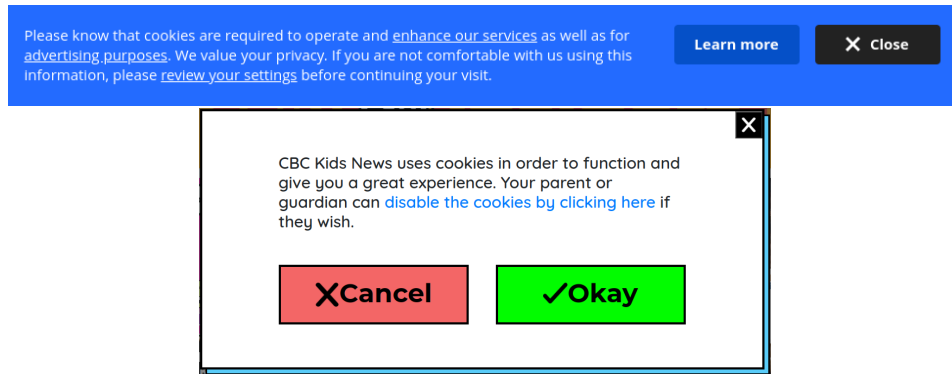 Please know that cookies are required to operate and enhance our services as well as for
advertising purposes. We value your privacy. If you are not comfortable with us using this
information, please review your settings before continuing your visit.
Learn more
Close
CBC Kids News uses cookies in order to function and
give you a great experience. Your parent or
guardian can disable the cookies by clicking here if
they wish.
Cancel
Okay